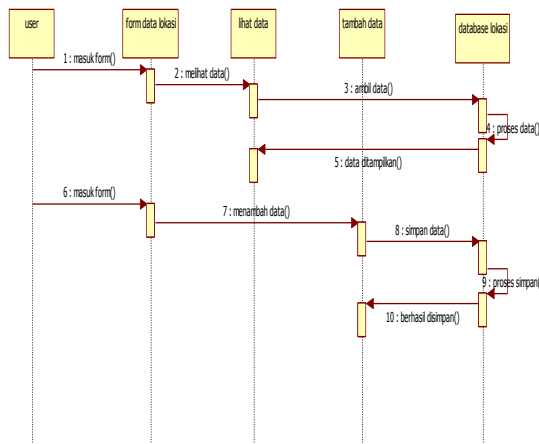 user
form data lokasi
lihat data
tambah data
database lokasi
1 : masuk form()
2 : melihat data()
3 : ambil data()
4 : proses data()
5 : data ditampilkan()
6 : masuk form()
7 : menambah data()
8 : simpan data()
9 : proses simpan()
10 : berhasil disimpan()